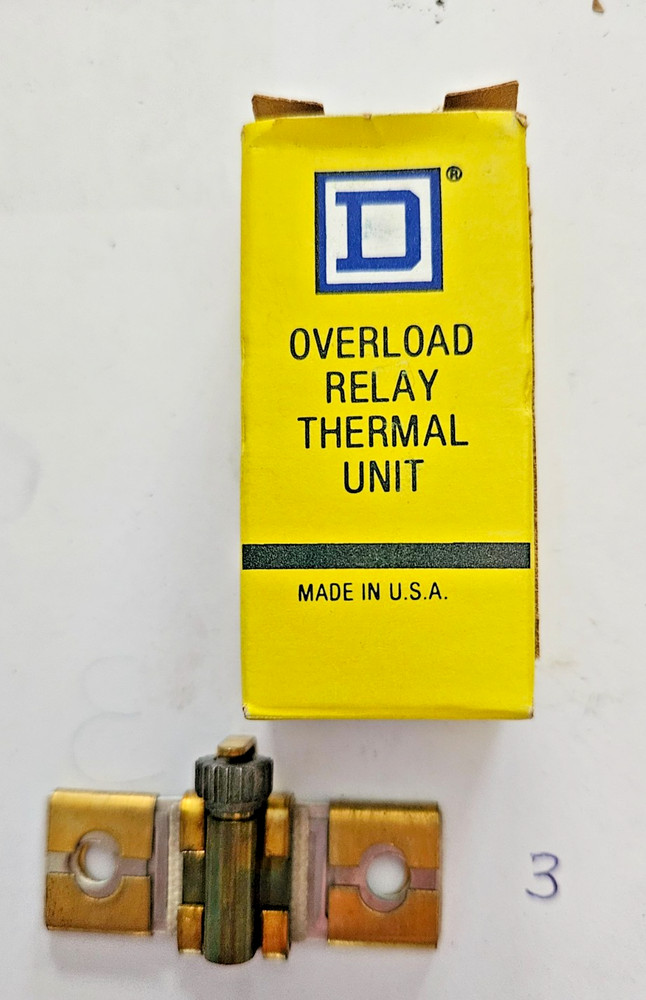 D®
OVERLOAD
RELAY
THERMAL
UNIT
MADE IN U.S.A.
3